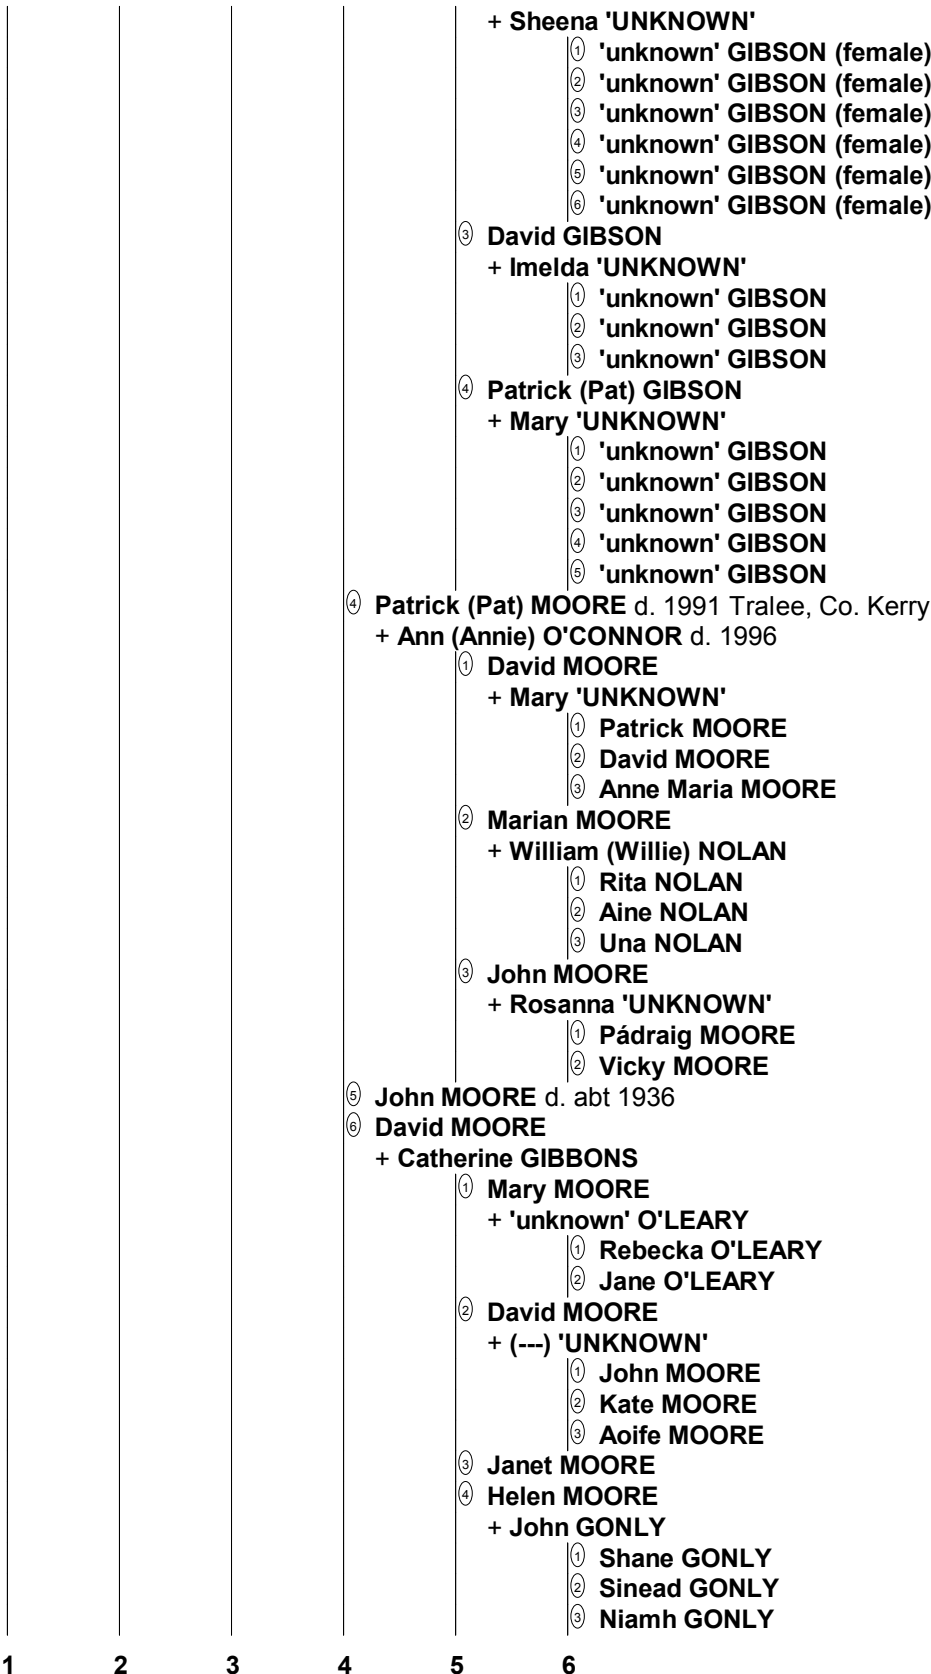 + Sheena 'UNKNOWN'
1 'unknown' GIBSON (female)
2 'unknown' GIBSON (female)
3 'unknown' GIBSON (female)
4 'unknown' GIBSON (female)
5 'unknown' GIBSON (female)
6 'unknown' GIBSON (female)
3 David GIBSON
+ Imelda 'UNKNOWN'
1 'unknown' GIBSON
2 'unknown' GIBSON
3 'unknown' GIBSON
4 Patrick (Pat) GIBSON
+ Mary 'UNKNOWN'
1 'unknown' GIBSON
2 'unknown' GIBSON
3 'unknown' GIBSON
4 'unknown' GIBSON
5 'unknown' GIBSON
4 Patrick (Pat) MOORE d. 1991 Tralee, Co. Kerry
+ Ann (Annie) O'CONNOR d. 1996
1 David MOORE
+ Mary 'UNKNOWN'
1 Patrick MOORE
2 David MOORE
3 Anne Maria MOORE
2 Marian MOORE
+ William (Willie) NOLAN
1 Rita NOLAN
2 Aine NOLAN
3 Una NOLAN
3 John MOORE
+ Rosanna 'UNKNOWN'
1 Pádraig MOORE
2 Vicky MOORE
5 John MOORE d. abt 1936
6 David MOORE
+ Catherine GIBBONS
1 Mary MOORE
+ 'unknown' O'LEARY
1 Rebecka O'LEARY
2 Jane O'LEARY
2 David MOORE
+ (---) 'UNKNOWN'
1 John MOORE
2 Kate MOORE
3 Aoife MOORE
3 Janet MOORE
4 Helen MOORE
+ John GONLY
1 Shane GONLY
2 Sinead GONLY
3 Niamh GONLY
1 2 3 4 5 6